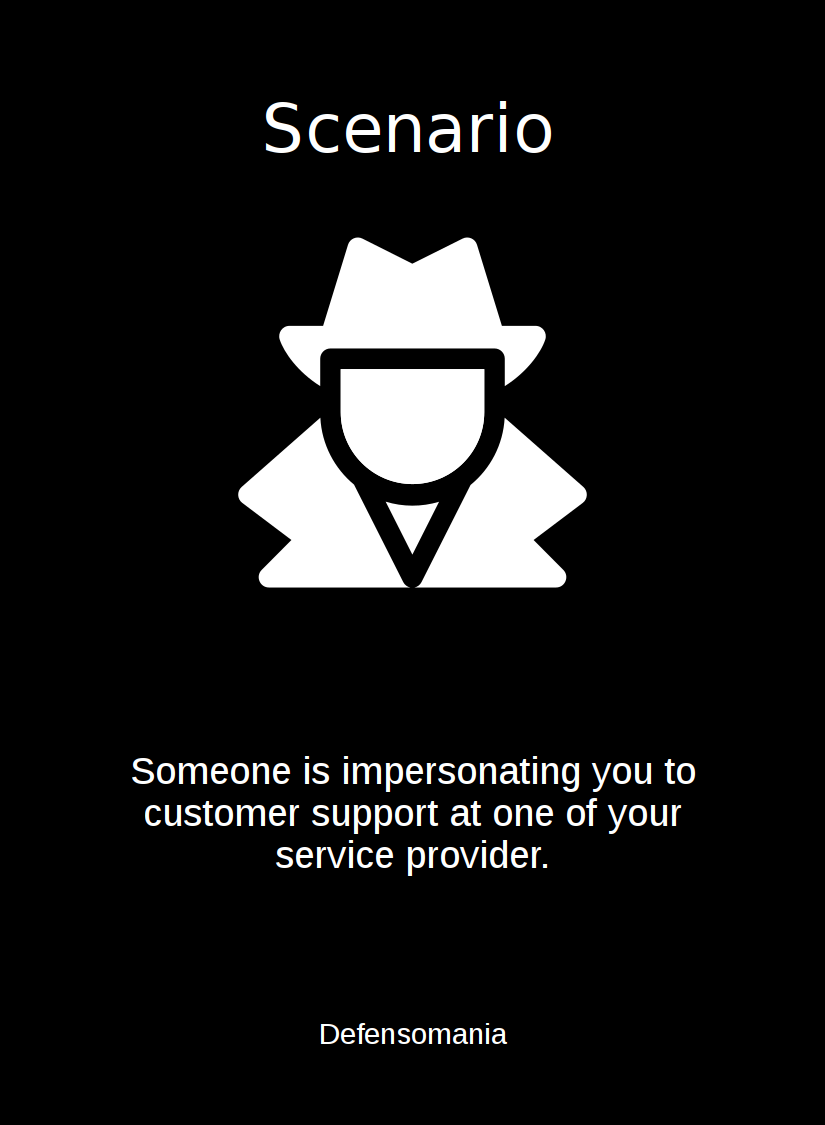 Scenario
Someone is impersonating you to
customer support at one of your
service provider.
Defensomania